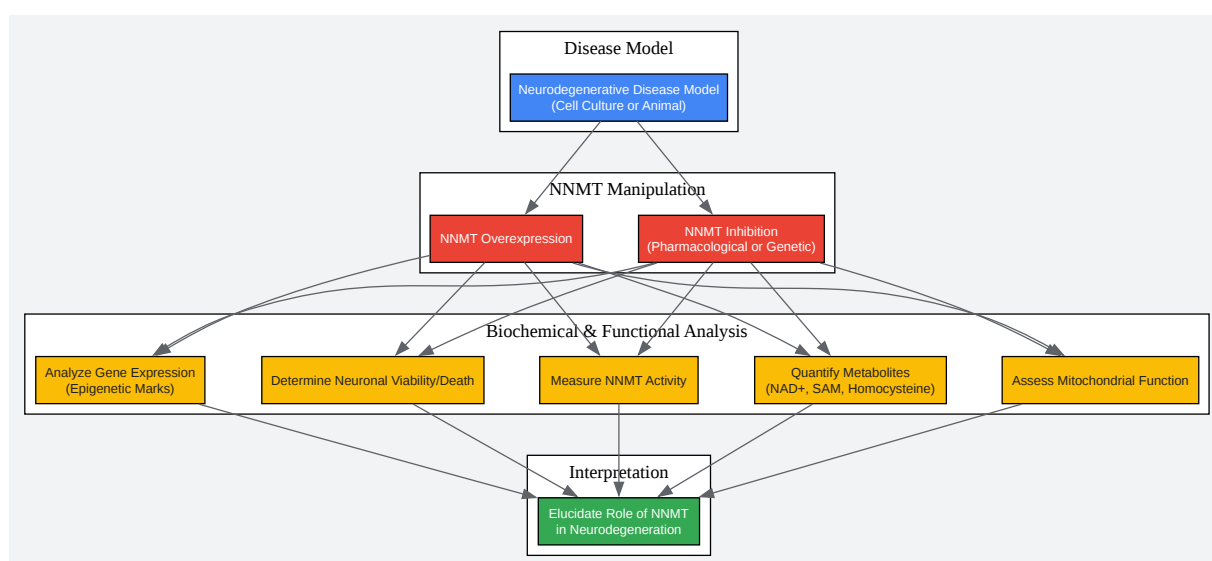 Disease Model
Neurodegenerative Disease Model
(Cell Culture or Animal)
NNMT Manipulation
NNMT Overexpression
NNMT Inhibition
(Pharmacological or Genetic)
Biochemical & Functional Analysis
Analyze Gene Expression
(Epigenetic Marks)
Determine Neuronal Viability/Death
Measure NNMT Activity
Quantify Metabolites
(NAD+, SAM, Homocysteine)
Assess Mitochondrial Function
Interpretation
Elucidate Role of NNMT
in Neurodegeneration